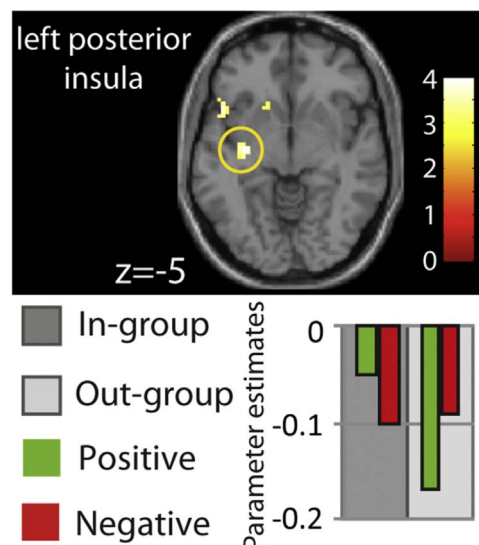 left posterior
insula
z=-5
4
3
2
1
0
In-group
Out-group
Positive
Negative
Parameter estimates
0
-0.1
-0.2